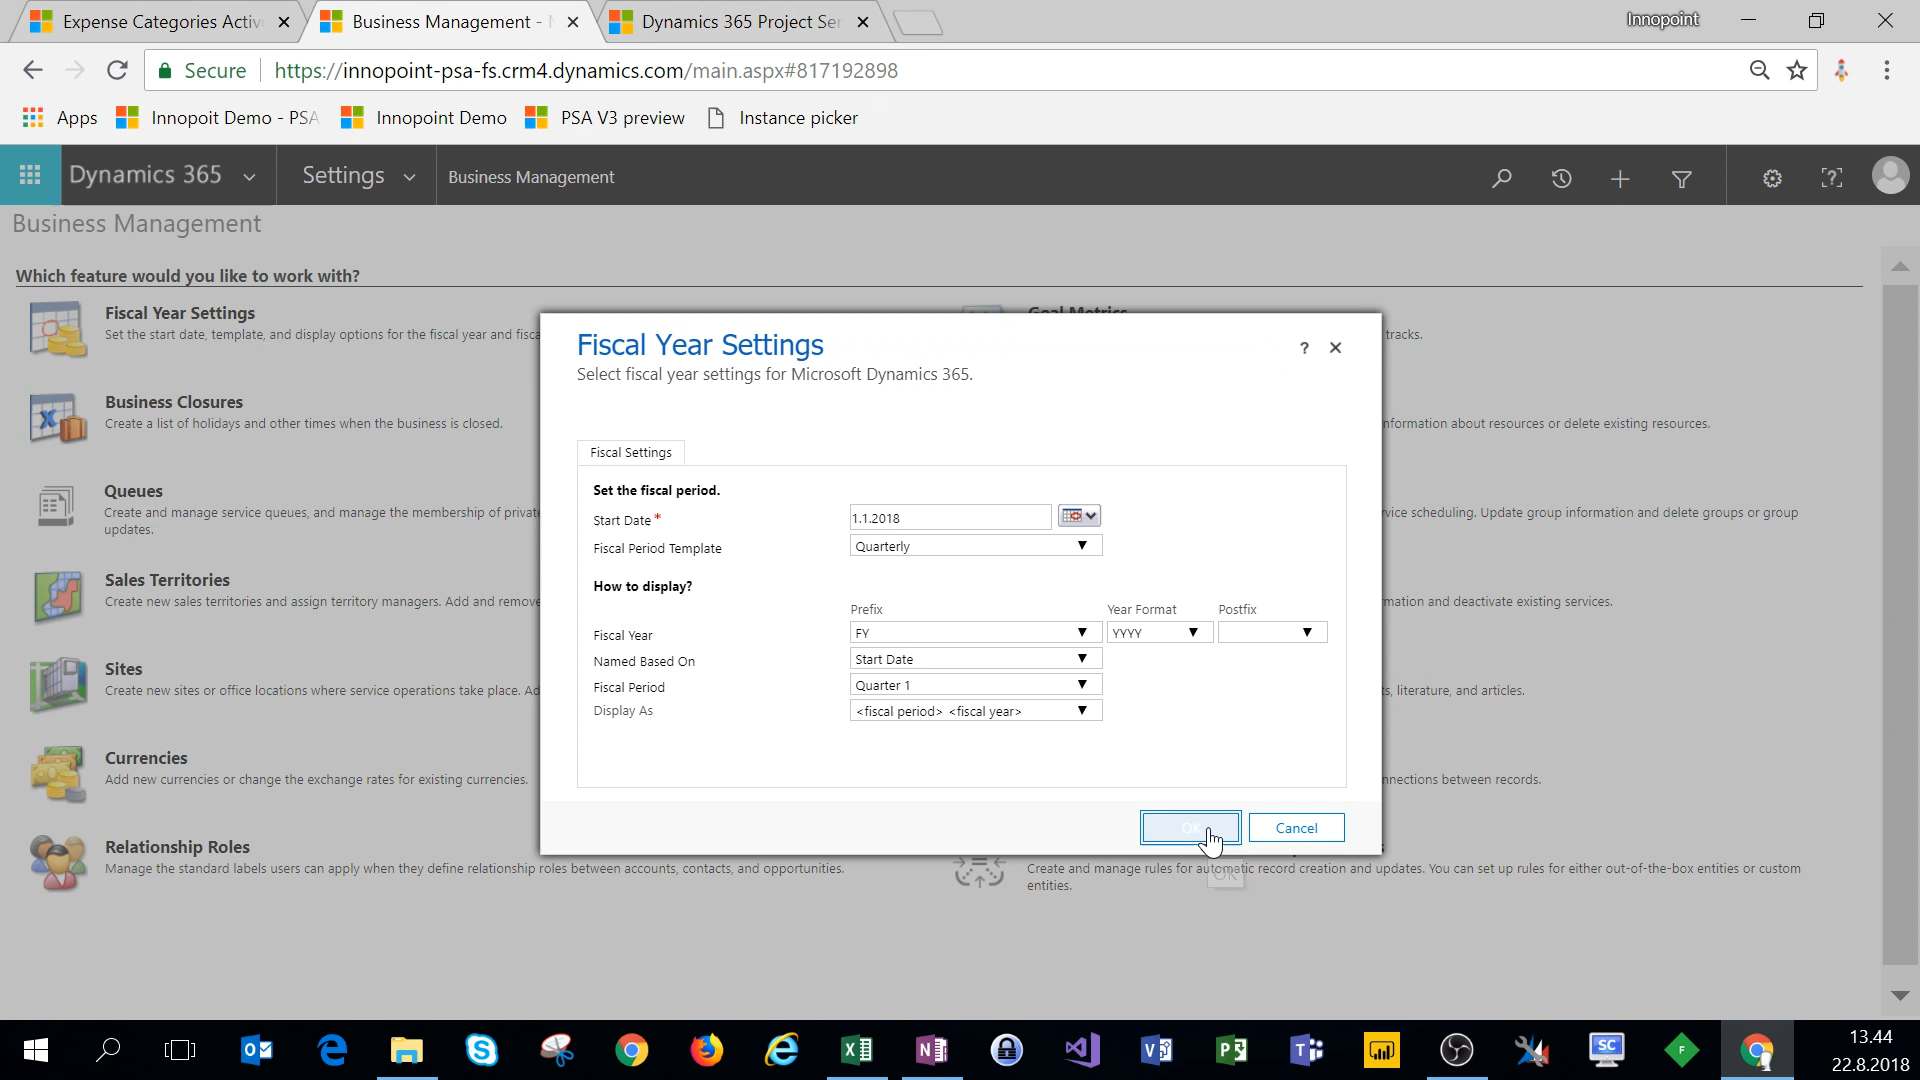 Expense Categories Activ
Business Management -
Dynamics 365 Project Ser
Innopoint
Secure
https://innopoint-psa-fs.crm4.dynamics.com/main.aspx#817192898
Apps
Innopoit Demo - PSA
Innopoint Demo
PSA V3 preview
Instance picker
Dynamics 365
Settings
Business Management
Business Management
Which feature would you like to work with?
Fiscal Year Settings
Set the start date, template, and display options for the fiscal year and fisca
Business Closures
Create a list of holidays and other times when the business is closed.
Queues
Create and manage service queues, and manage the membership of private
updates.
Sales Territories
Create new sales territories and assign territory managers. Add and remove
Sites
Create new sites or office locations where service operations take place. Ad
Currencies
Add new currencies or change the exchange rates for existing currencies.
Relationship Roles
Manage the standard labels users can apply when they define relationship roles between accounts, contacts, and opportunities.
Goal Metrics
tracks.
nformation about resources or delete existing resources.
vice scheduling. Update group information and delete groups or group
mation and deactivate existing services.
ts, literature, and articles.
nnections between records.
Create and manage rules for automatic record creation and updates. You can set up rules for either out-of-the-box entities or custom
entities.
Fiscal Year Settings
Select fiscal year settings for Microsoft Dynamics 365.
?
Fiscal Settings
Set the fiscal period.
Start Date *
1.1.2018
Fiscal Period Template
Quarterly
How to display?
Prefix
Year Format
Postfix
Fiscal Year
FY
YYYY
Named Based On
Start Date
Fiscal Period
Quarter 1
Display As
<fiscal period> <fiscal year>
OK
Cancel
OK
13.44
22.8.2018